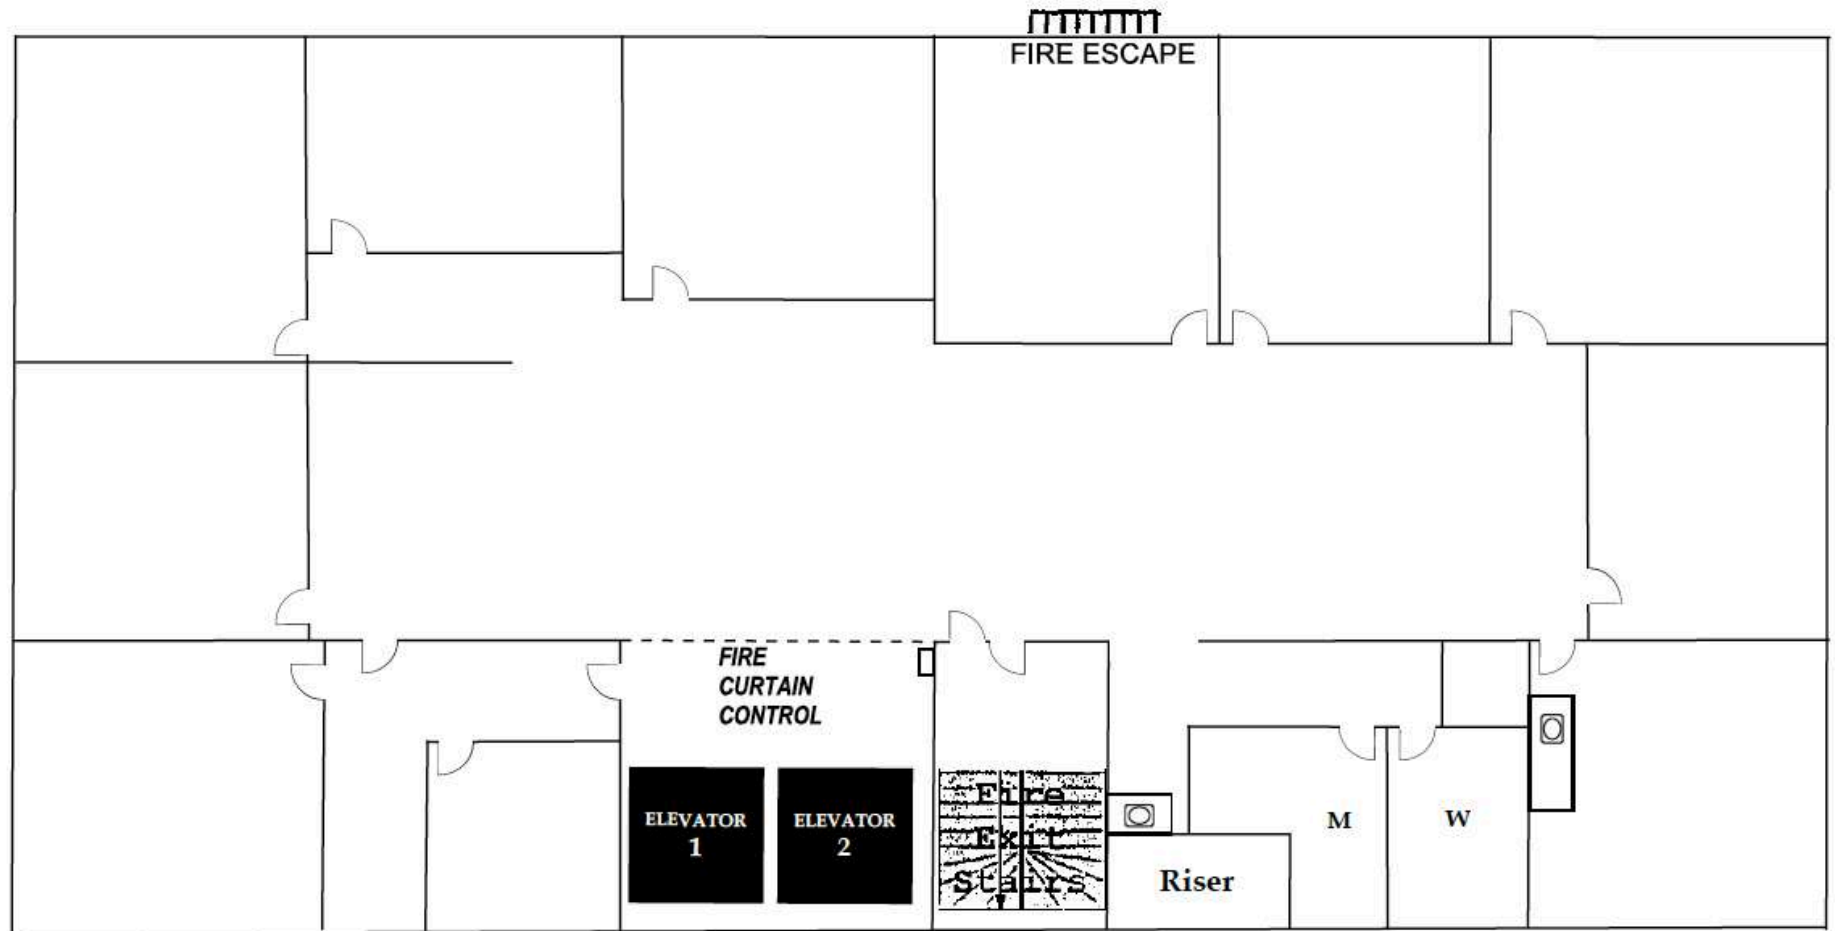 FIRE ESCAPE
FIRE
CURTAIN
CONTROL
ELEVATOR
1
ELEVATOR
2
Fire
Exit
Stairs
Riser
M
W